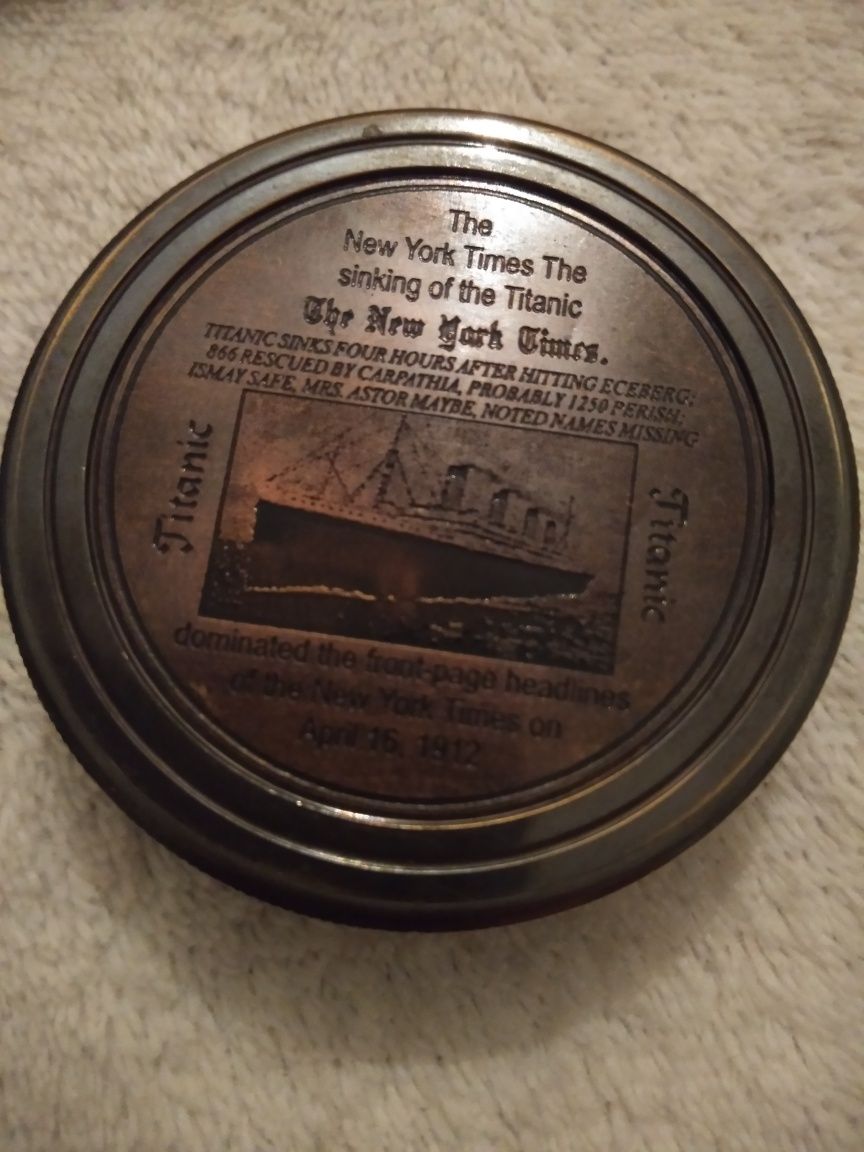 The
New York Times The
sinking of the Titanic
The New York Times.
TITANIC SINKS FOUR HOURS AFTER HITTING ECEBERG;
866 RESCUED BY CARPATHIA, PROBABLY 1250 PERISH;
ISMAY SAFE, MRS. ASTOR MAYBE, NOTED NAMES MISSING
Titanic
Titanic
dominated the front-page headlines
of the New York Times on
April 16, 1912